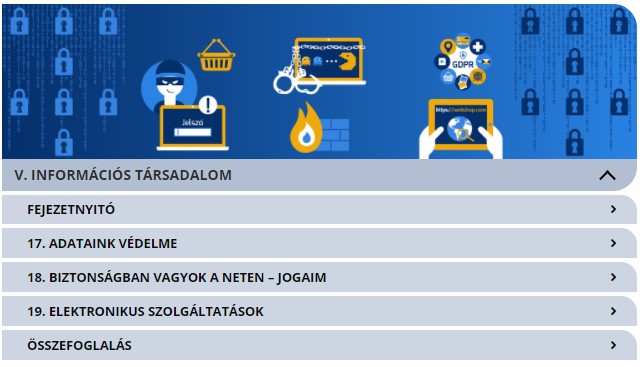 GDPR
Jelszó
https://webshop.com
V. INFORMÁCIÓS TÁRSADALOM
FEJEZETNYITÓ
17. ADATAINK VÉDELME
18. BIZTONSÁGBAN VAGYOK A NETEN – JOGAIM
19. ELEKTRONIKUS SZOLGÁLTATÁSOK
ÖSSZEFOGLALÁS